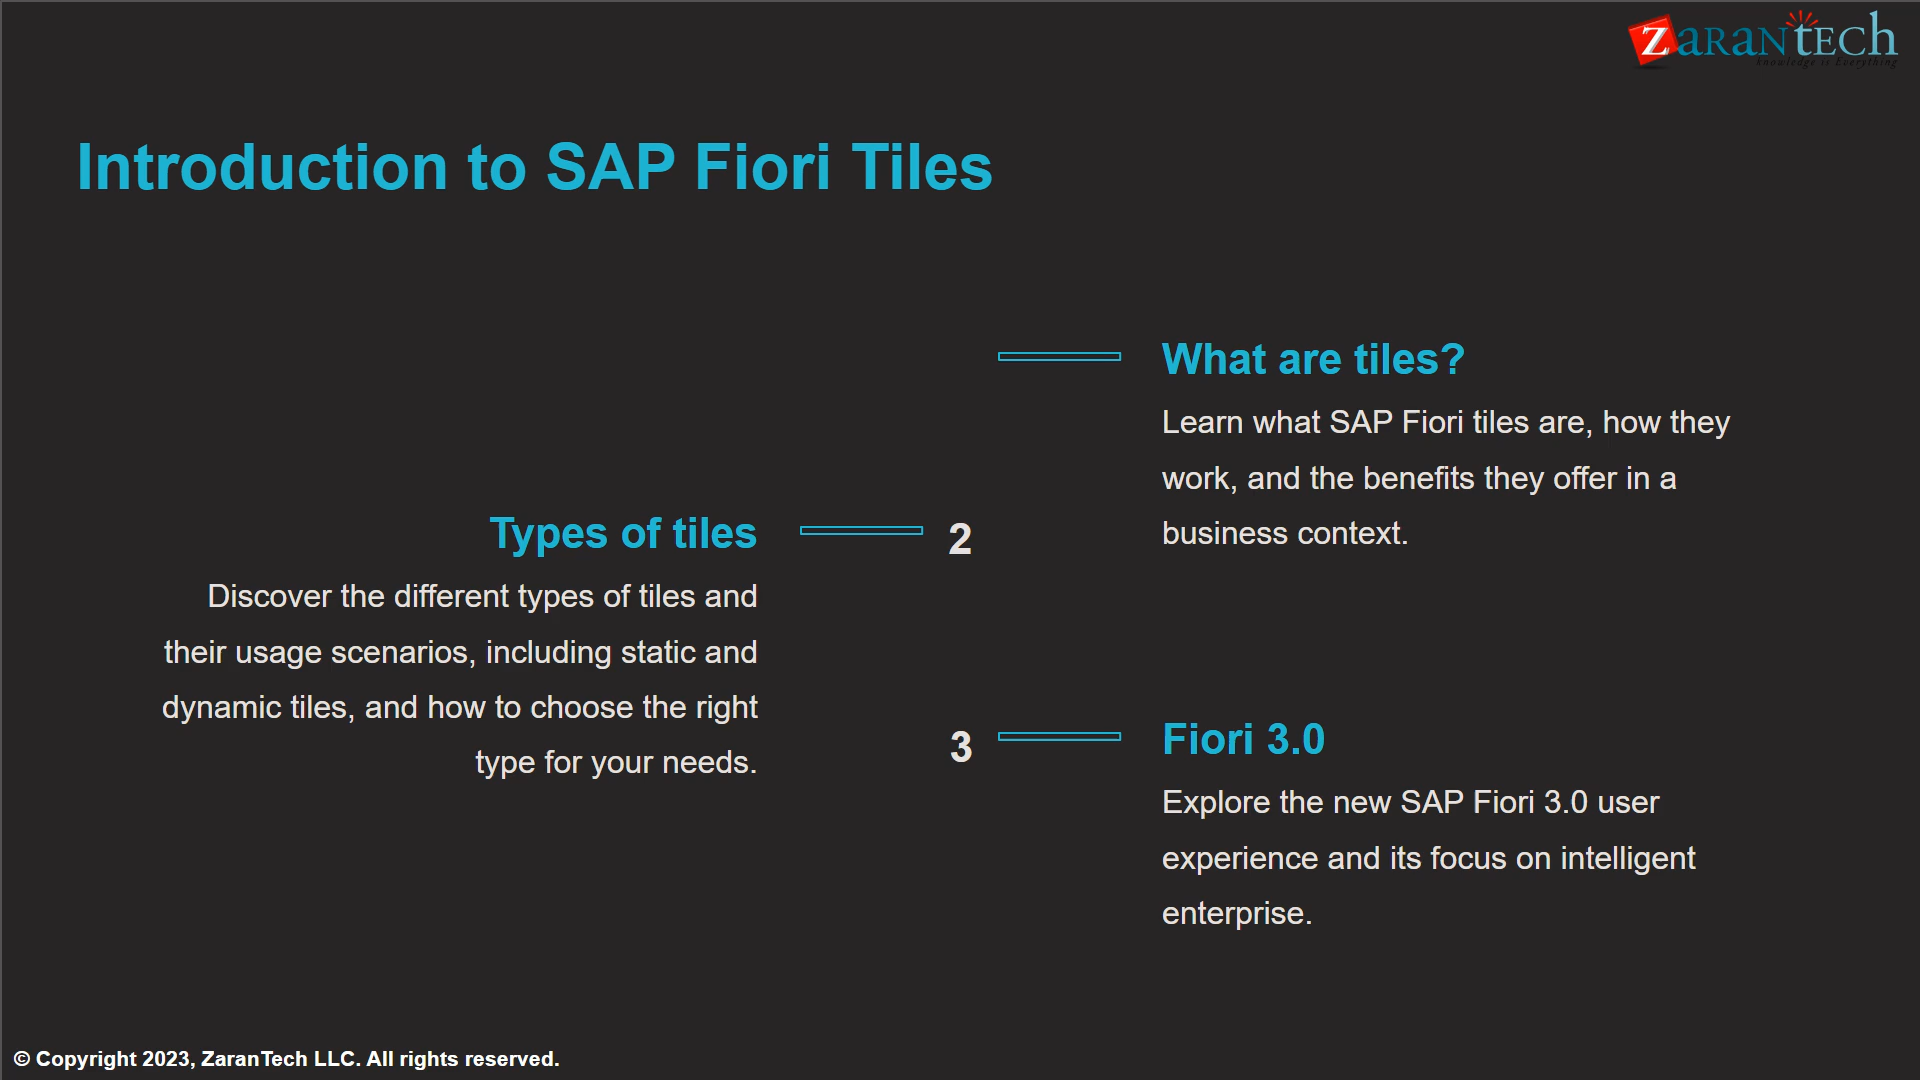 ZaranTech
knowledge is Everything
Introduction to SAP Fiori Tiles
What are tiles?
Learn what SAP Fiori tiles are, how they
work, and the benefits they offer in a
business context.
Types of tiles
2
Discover the different types of tiles and
their usage scenarios, including static and
dynamic tiles, and how to choose the right
type for your needs.
3
Fiori 3.0
Explore the new SAP Fiori 3.0 user
experience and its focus on intelligent
enterprise.
© Copyright 2023, ZaranTech LLC. All rights reserved.